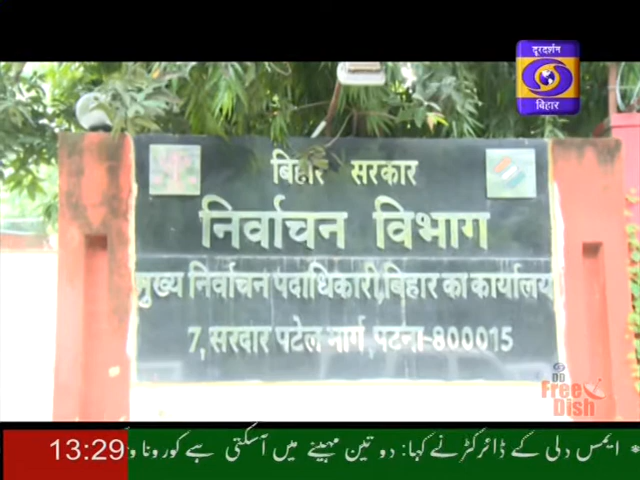 दूरदर्शन
बिहार
बिहार सरकार
निर्वाचन विभाग
मुख्य निर्वाचन पदाधिकारी,बिहार का कार्यालय
7, सरदार पटेल मार्ग, पटना-800015
DD
Free
Dish
13:29
* ایمس دلی کے ڈائرکٹر نے کہا: دو تین مہینے میں آسکتی ہے کورونا و